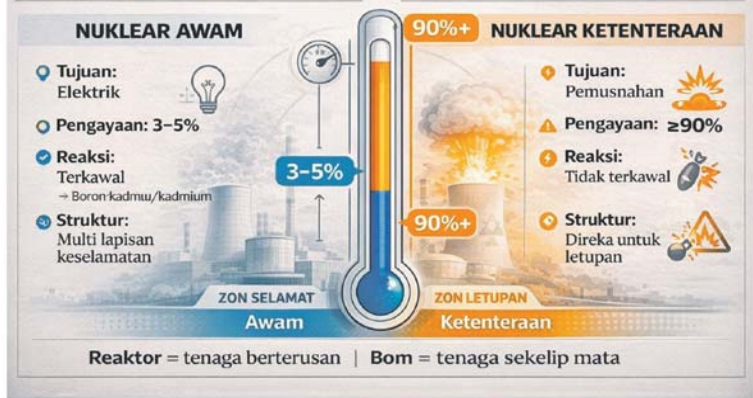 NUKLEAR AWAM
Tujuan:
Elektrik
Pengayaan: 3–5%
Reaksi:
Terkawal
→ Boron kadmıu/kadmium
Struktur:
Multi lapisan
keselamatan
90%+
3–5%
90%+
NUKLEAR KETENTERAAN
Tujuan:
Pemusnahan
Pengayaan: ≥90%
Reaksi:
Tidak terkawal
Struktur:
Direka untuk
letupan
ZON SELAMAT
Awam
ZON LETUPAN
Ketenteraan
Reaktor = tenaga berterusan | Bom = tenaga sekelip mata